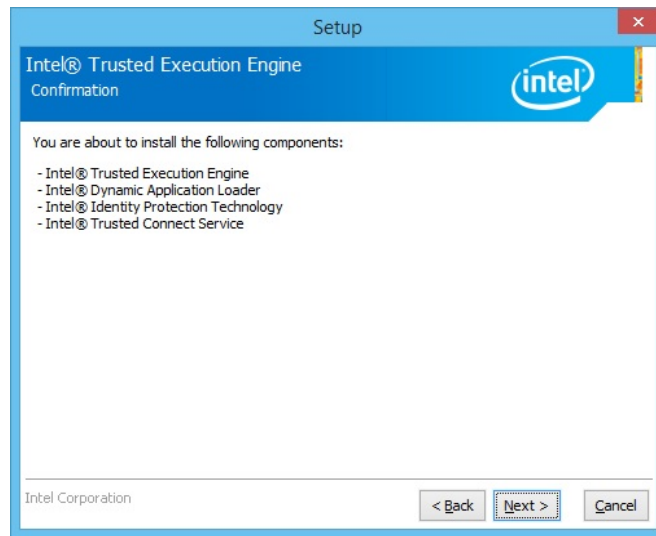 Setup
Intel® Trusted Execution Engine
Confirmation
intel
You are about to install the following components:
- Intel® Trusted Execution Engine
- Intel® Dynamic Application Loader
- Intel® Identity Protection Technology
- Intel® Trusted Connect Service
Intel Corporation
< Back
Next >
Cancel